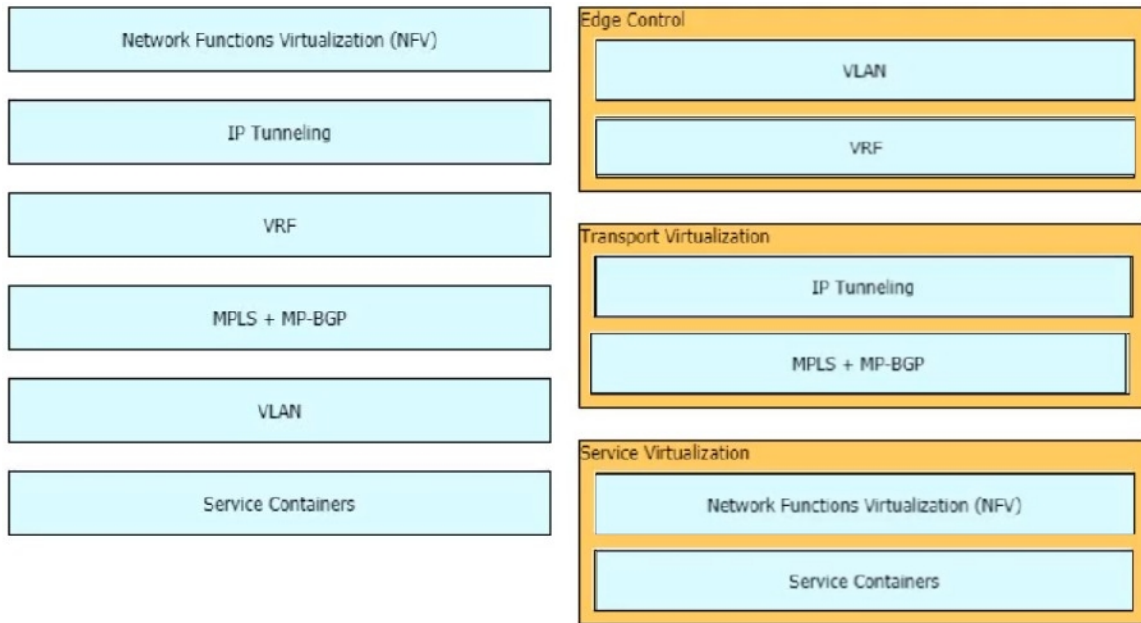 Network Functions Virtualization (NFV)
IP Tunneling
VRF
MPLS + MP-BGP
VLAN
Service Containers
Edge Control
VLAN
VRF
Transport Virtualization
IP Tunneling
MPLS + MP-BGP
Service Virtualization
Network Functions Virtualization (NFV)
Service Containers